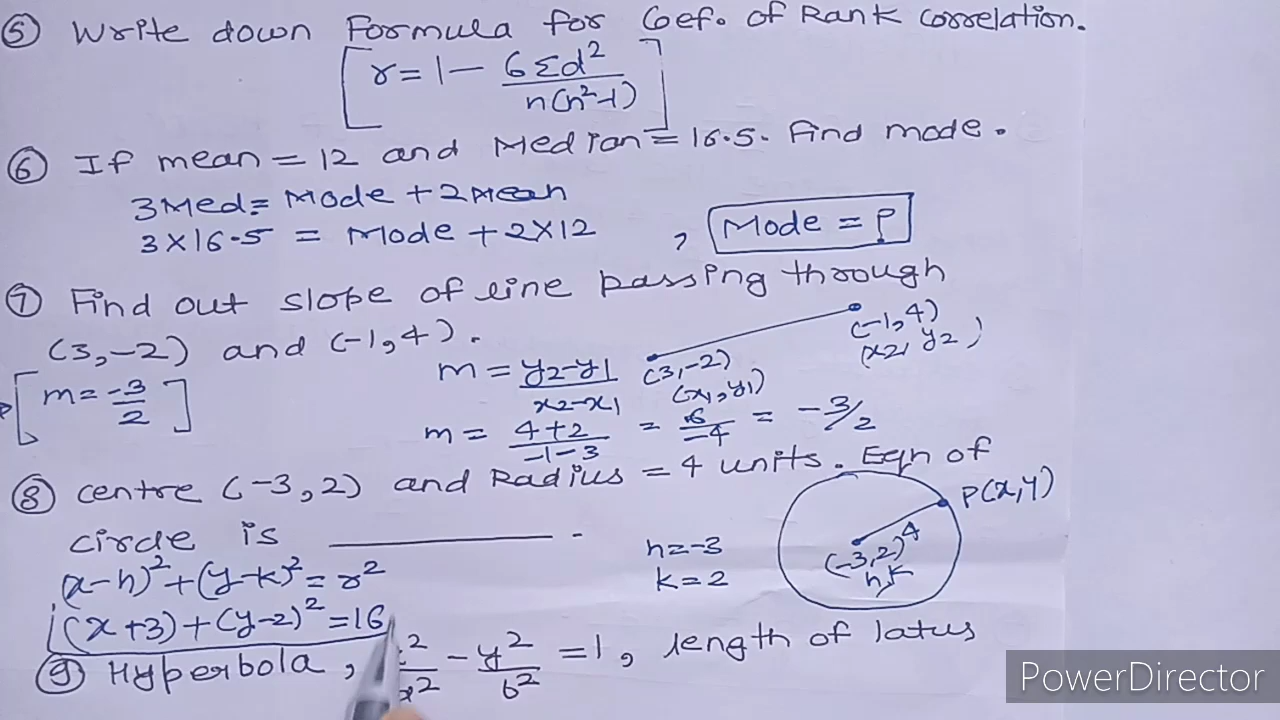 ⑤ Write down Formula for Coef. of Rank correlation.
[r = 1 - 6Σd² / n(n²-1)]
⑥ If mean = 12 and Median = 16.5. Find mode.
3 Med = Mode + 2 Mean
3 × 16.5 = Mode + 2×12 , Mode = ?
⑦ Find out slope of line passing through
(3,-2) and (-1,4).
(-1,4)
(x2, y2)
[m = -3/2]
m = y2-y1 / x2-x1
(3,-2)
(x1,y1)
m = 4+2 / -1-3 = 6/-4 = -3/2
⑧ centre (-3,2) and Radius = 4 units. Eqn of
circle is ———— .
P(x,y)
h=-3
k=2
4
(-3,2)
h,k
(x-h)²+(y-k)²=r²
(x+3)+(y-2)²=16
⑨ Hyperbola, - y²/b² = 1, length of latus
PowerDirector